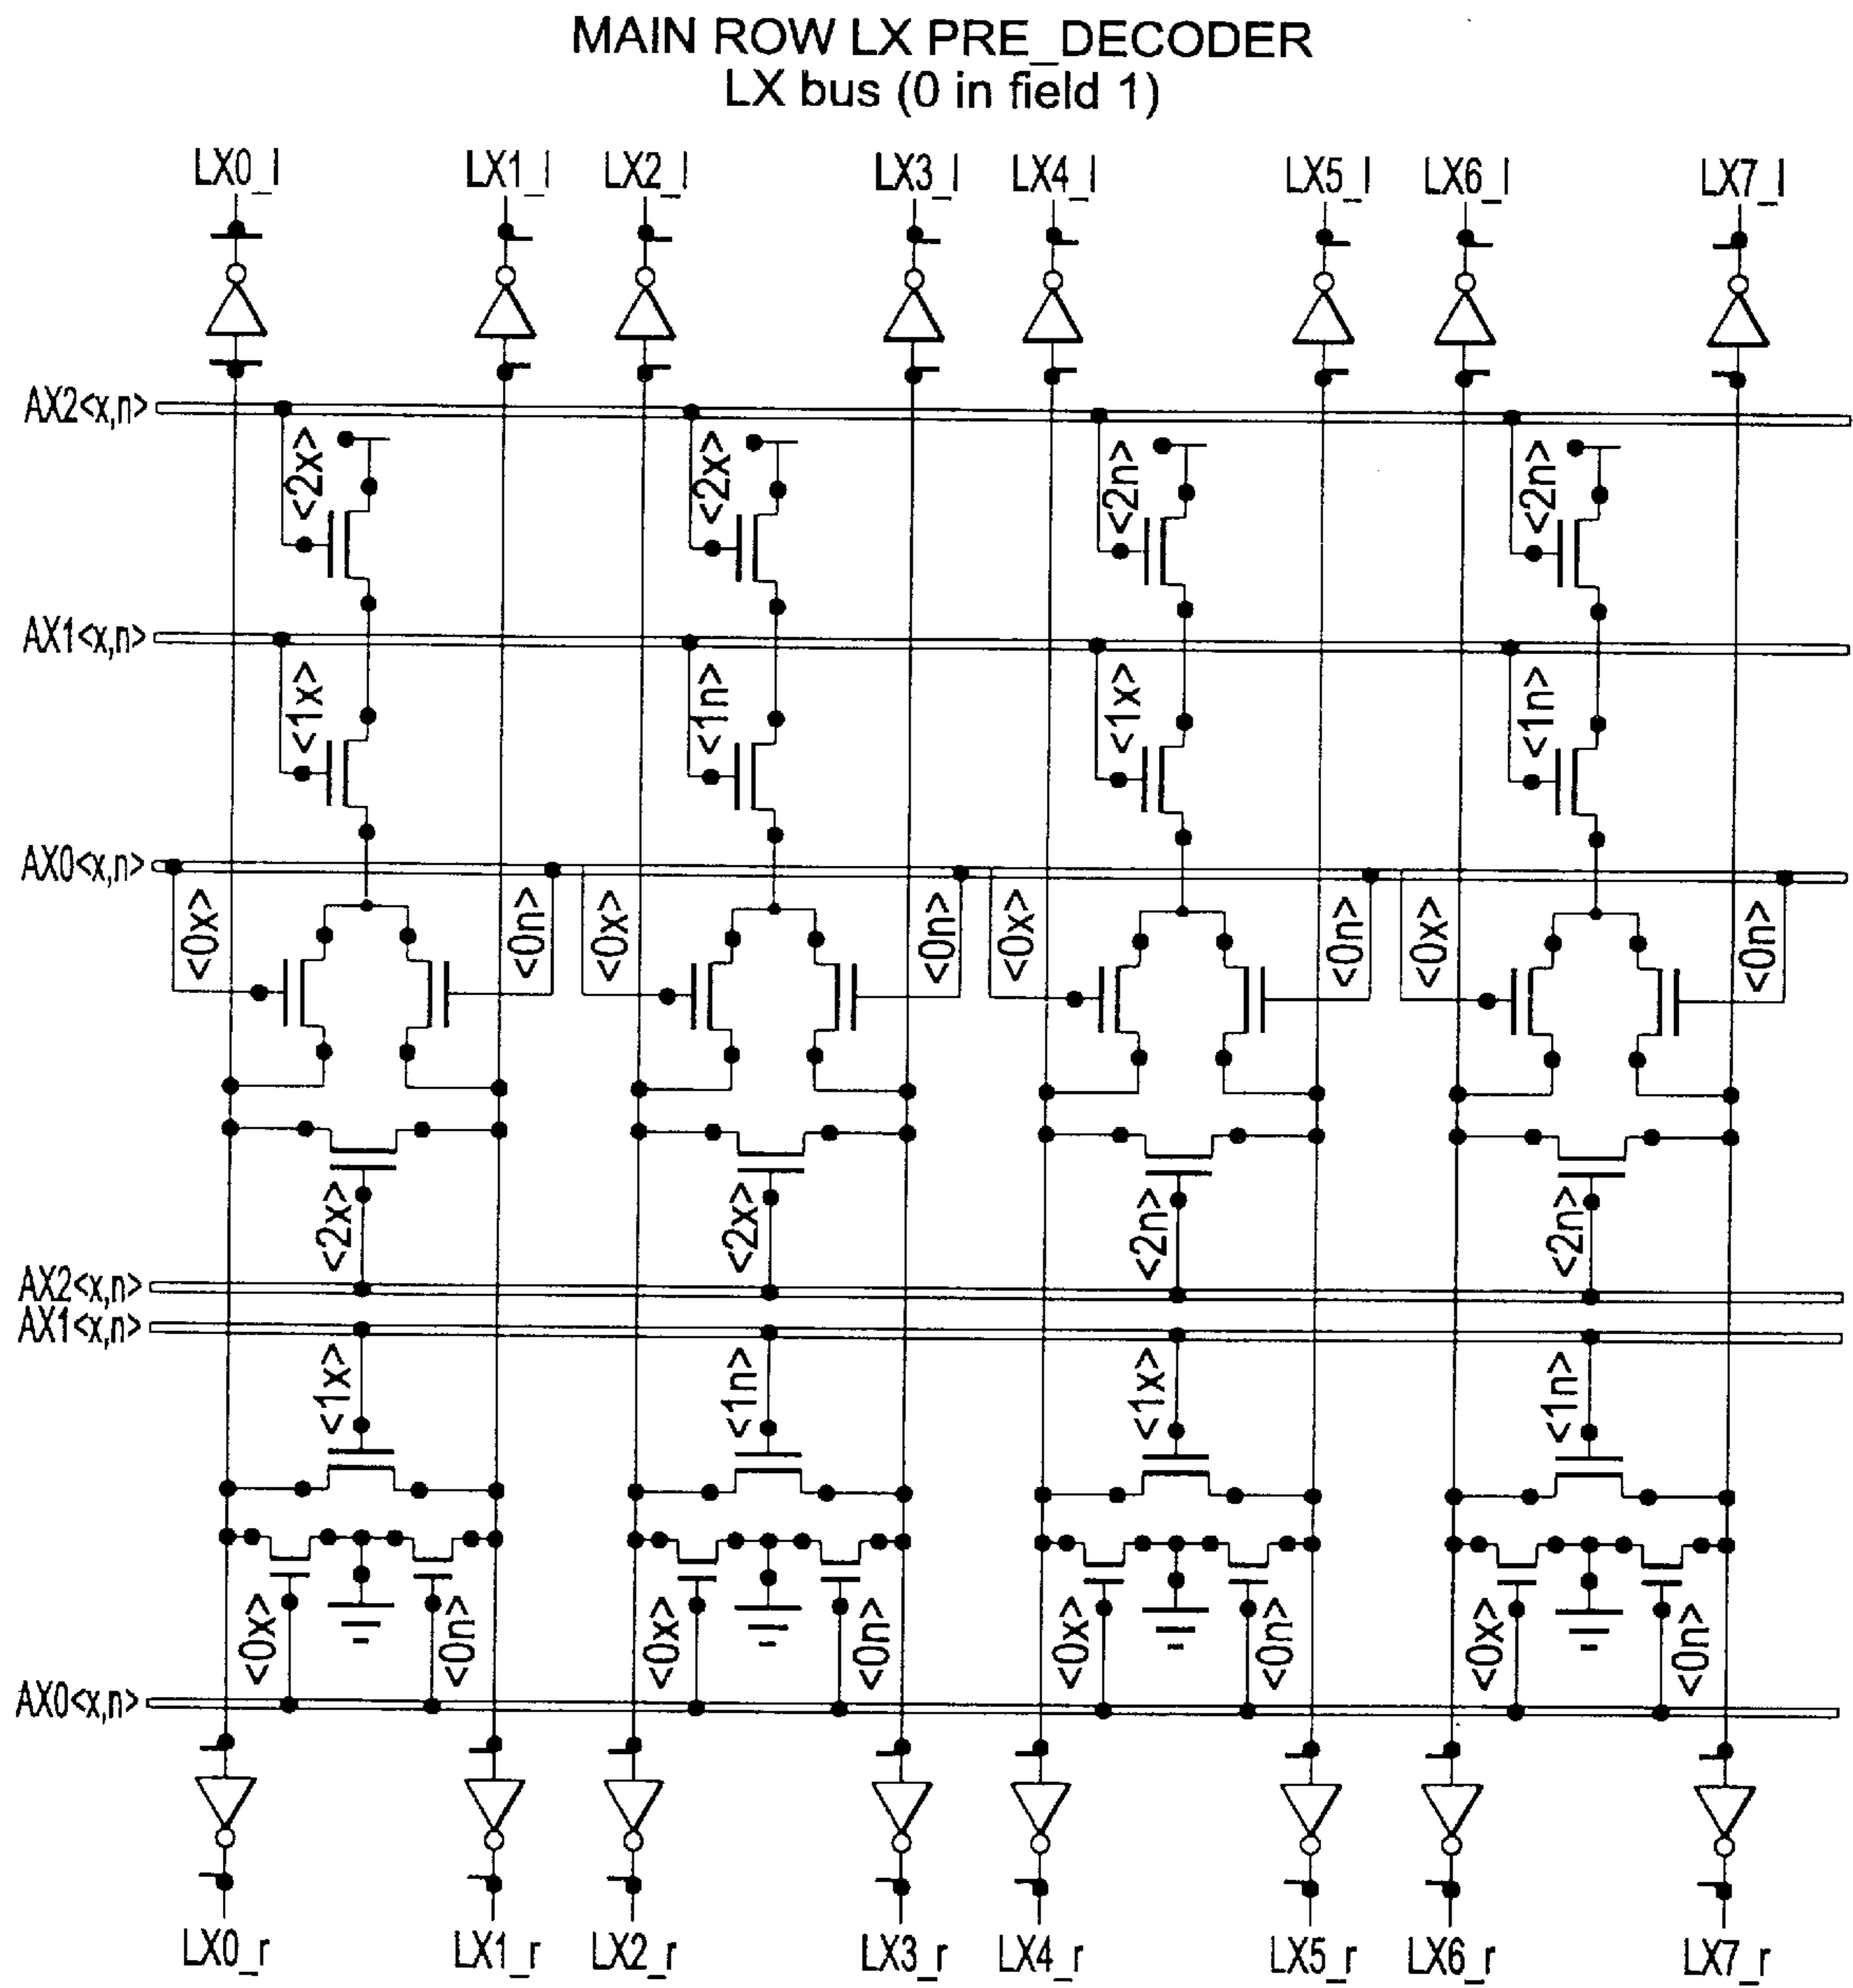 MAIN ROW LX PRE_DECODER
LX bus (0 in field 1)
LX0_l LX1_l LX2_l LX3_l LX4_l LX5_l LX6_l LX7_l
AX2<x,n>
<2x> <2x> <2n> <2n>
AX1<x,n>
<1x> <1n> <1x> <1n>
AX0<x,n>
<0x> <0n> <0x> <0n> <0x> <0n> <0x> <0n>
<2x> <2x> <2n> <2n>
AX2<x,n>
AX1<x,n>
<1x> <1n> <1x> <1n>
<0x> <0n> <0x> <0n> <0x> <0n> <0x> <0n>
AX0<x,n>
LX0_r LX1_r LX2_r LX3_r LX4_r LX5_r LX6_r LX7_r